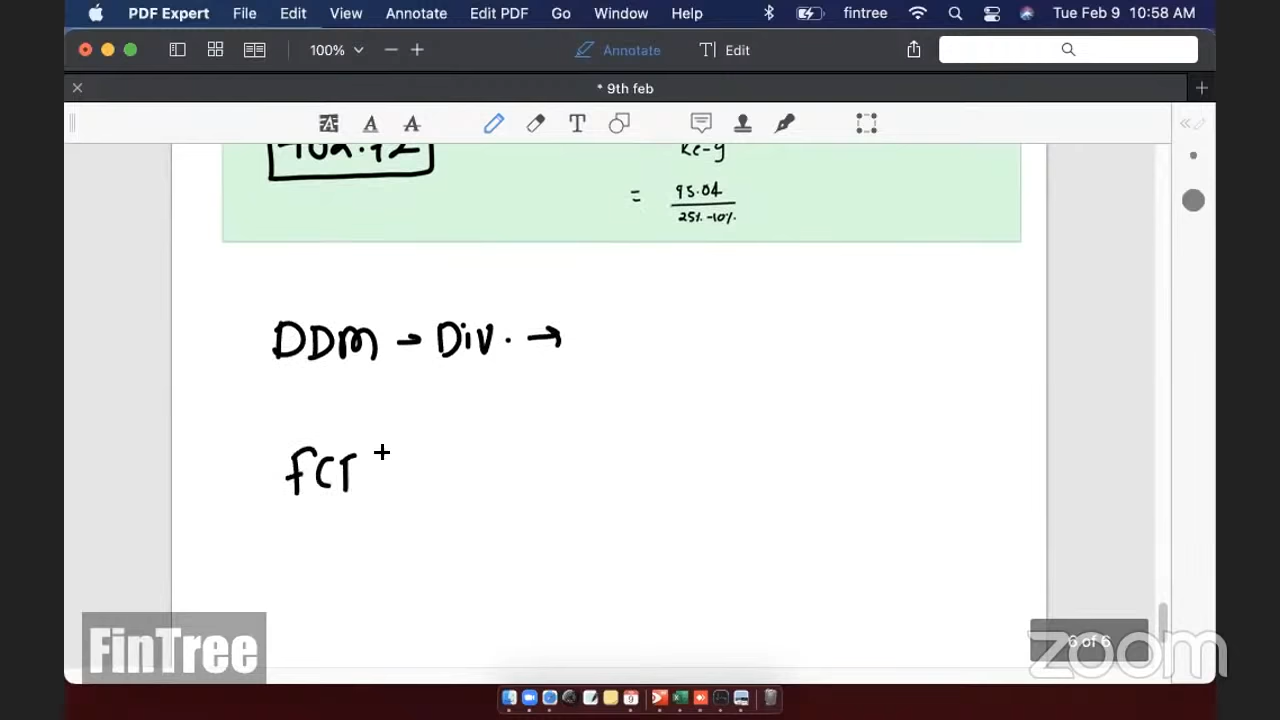 PDF Expert File Edit View Annotate Edit PDF Go Window Help fintree Tue Feb 9 10:58 AM
100% Annotate Edit
* 9th feb
Ke-g
= 95.04
25%-10%
DDM → Div. →
FCF
FinTree
6 of 6
zoom